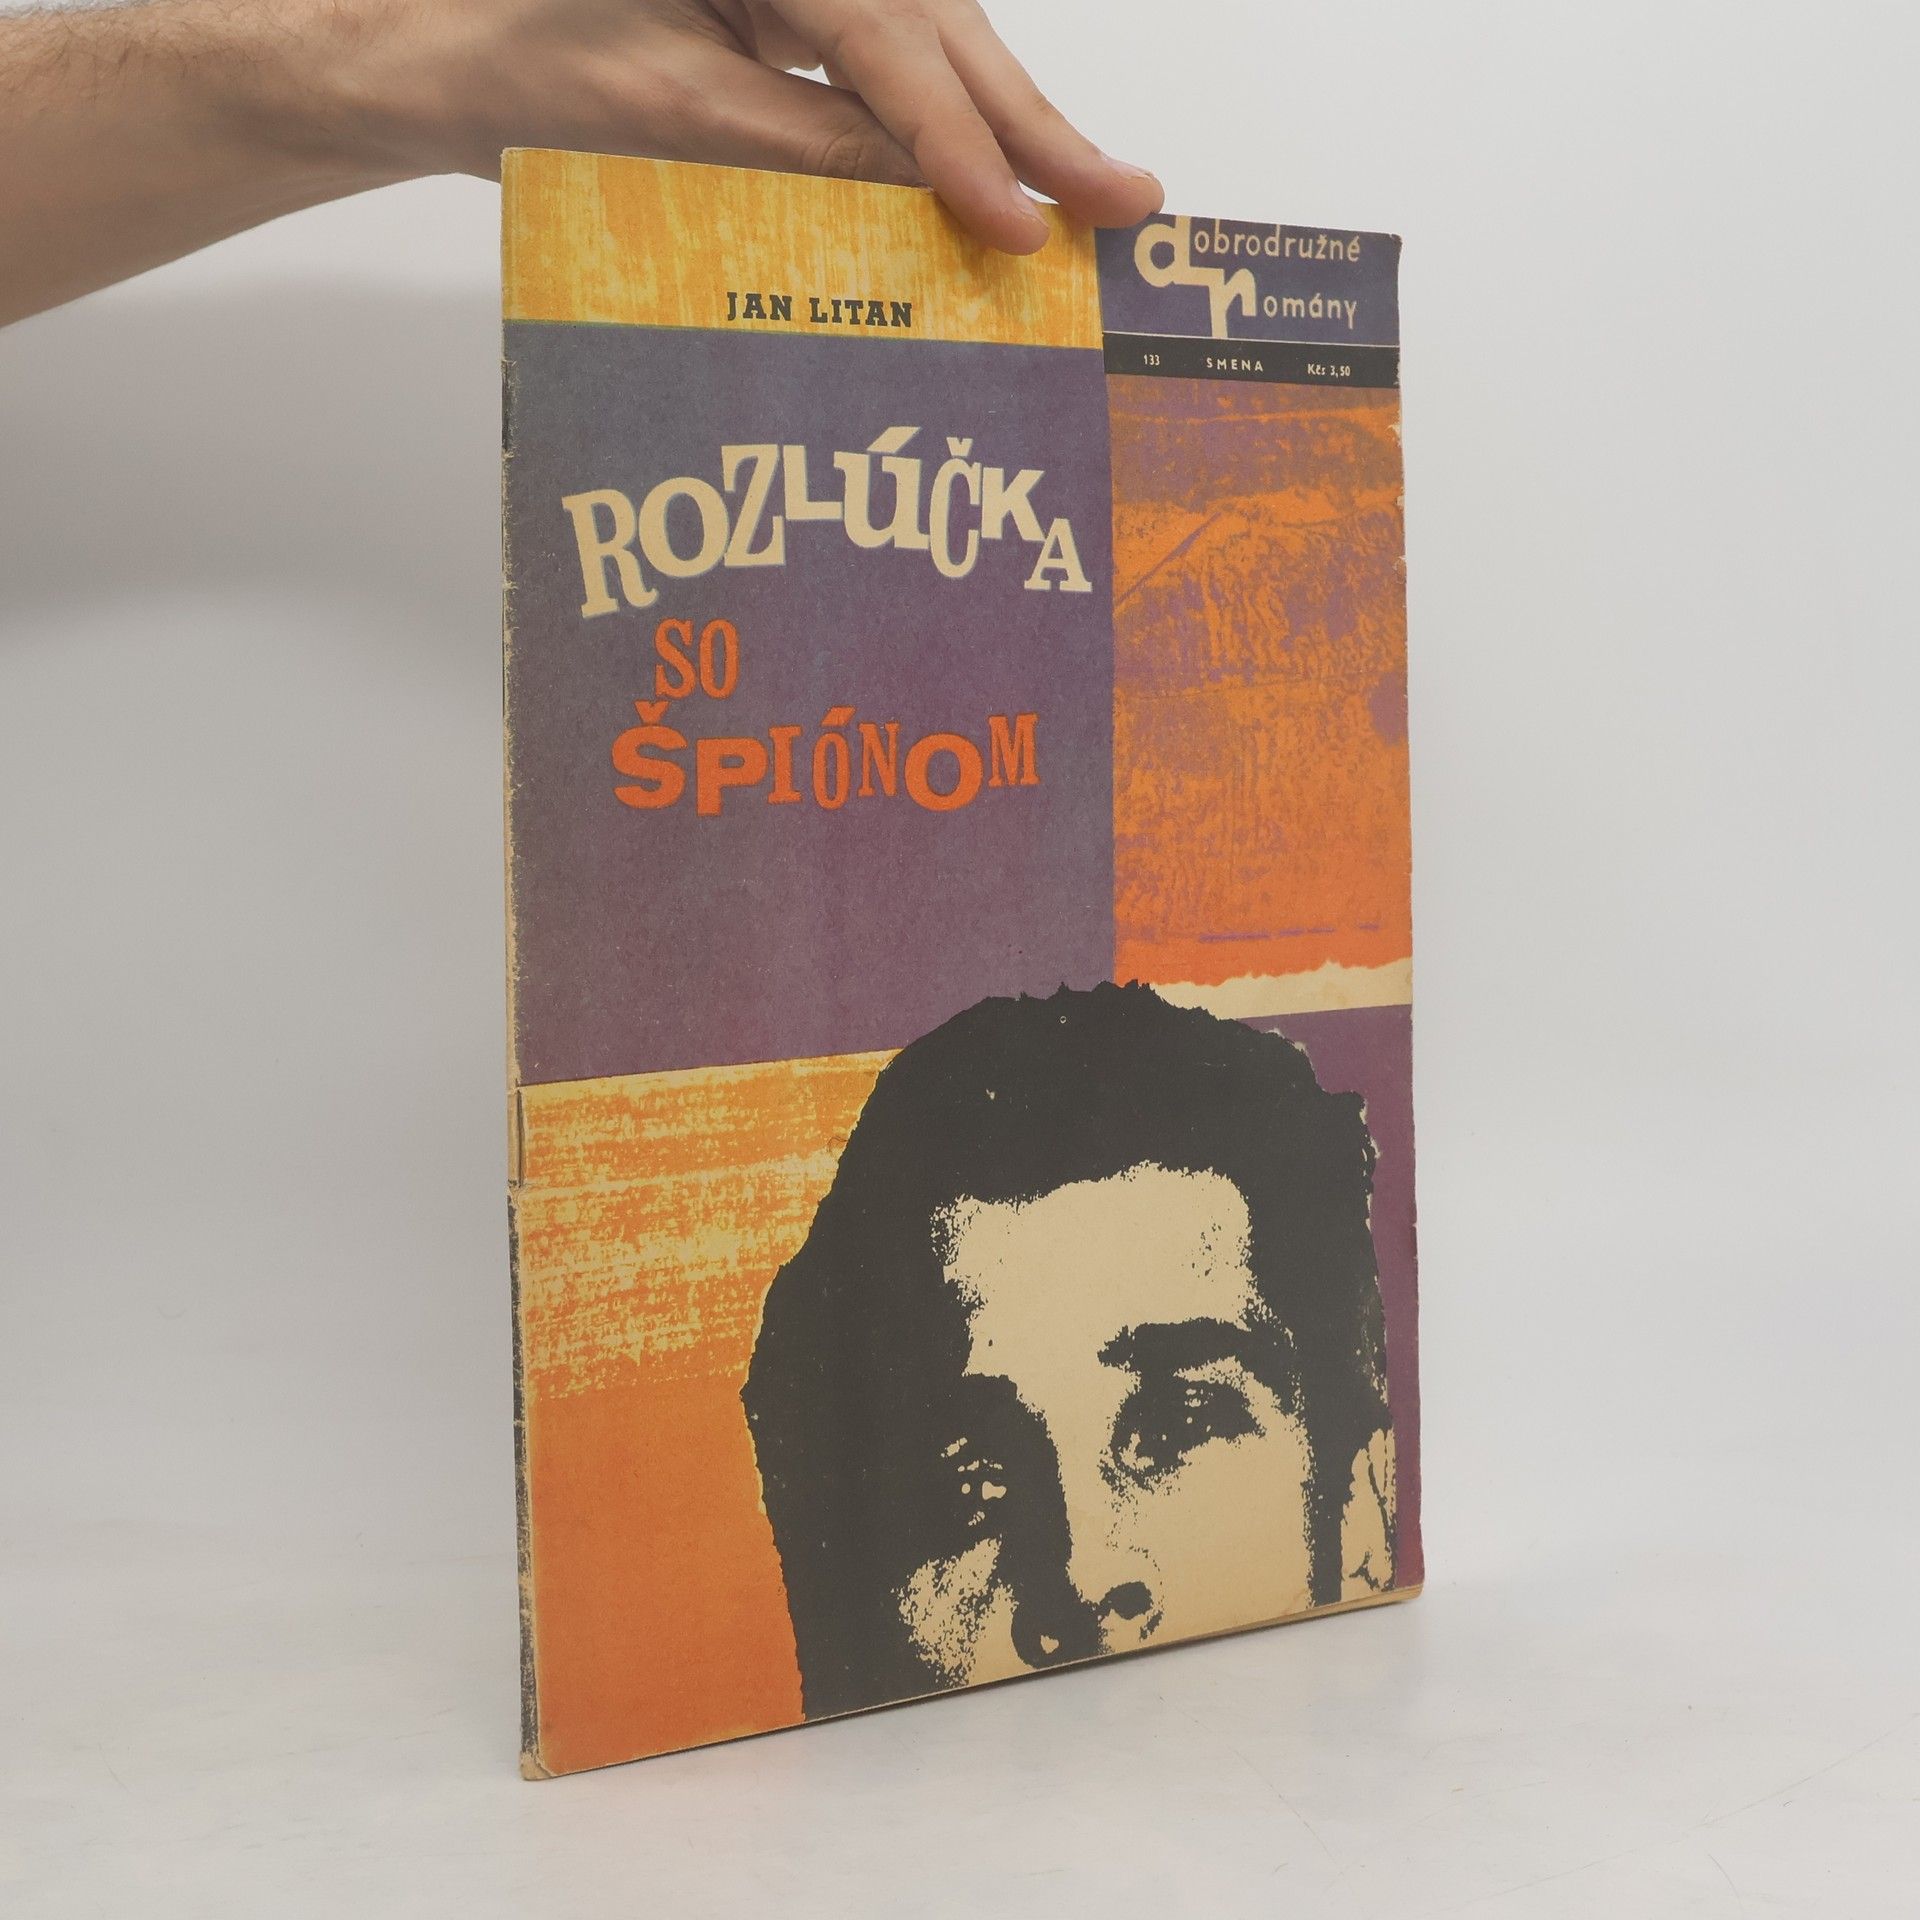 JAN LITAN
dobrodružné
romány
133 SMENA Kčs 3,50
ROZLÚČKA
SO
ŠPIÓNOM